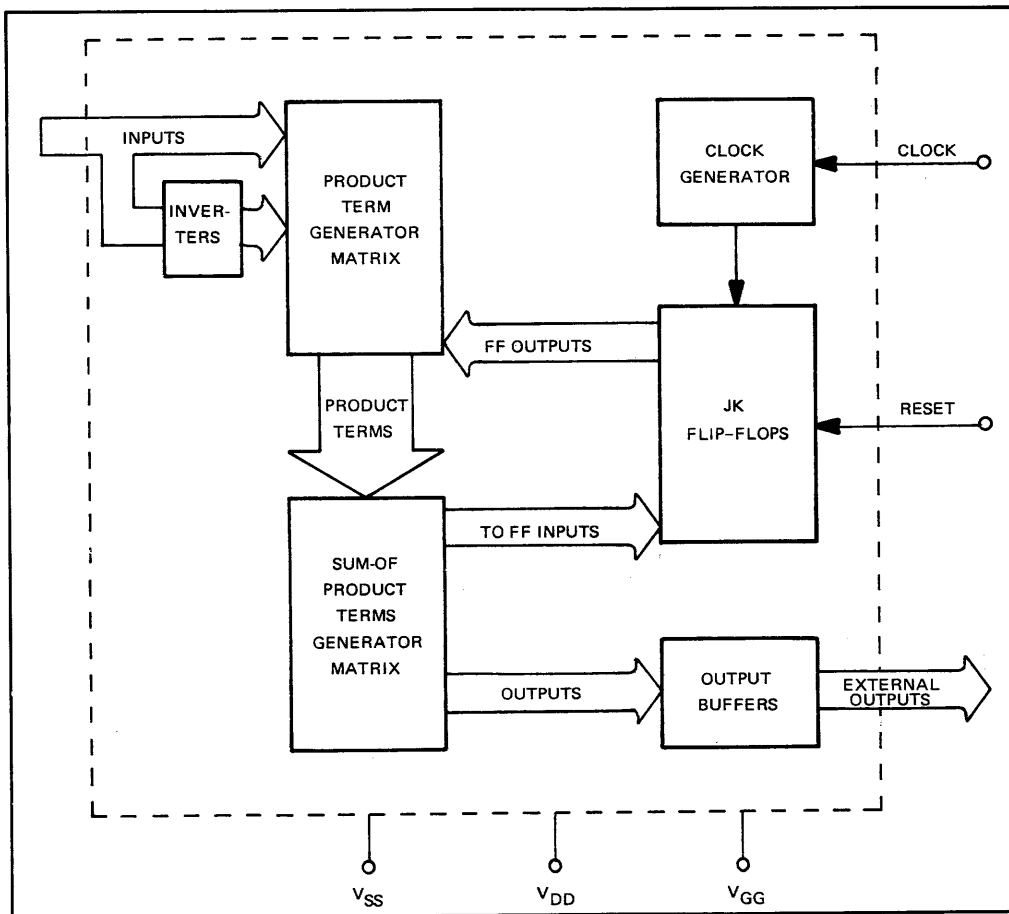 INPUTS
INVER-
TERS
PRODUCT
TERM
GENERATOR
MATRIX
CLOCK
GENERATOR
CLOCK
FF OUTPUTS
PRODUCT
TERMS
JK
FLIP-FLOPS
RESET
SUM-OF
PRODUCT
TERMS
GENERATOR
MATRIX
TO FF INPUTS
OUTPUTS
OUTPUT
BUFFERS
EXTERNAL
OUTPUTS
VSS
VDD
VGG